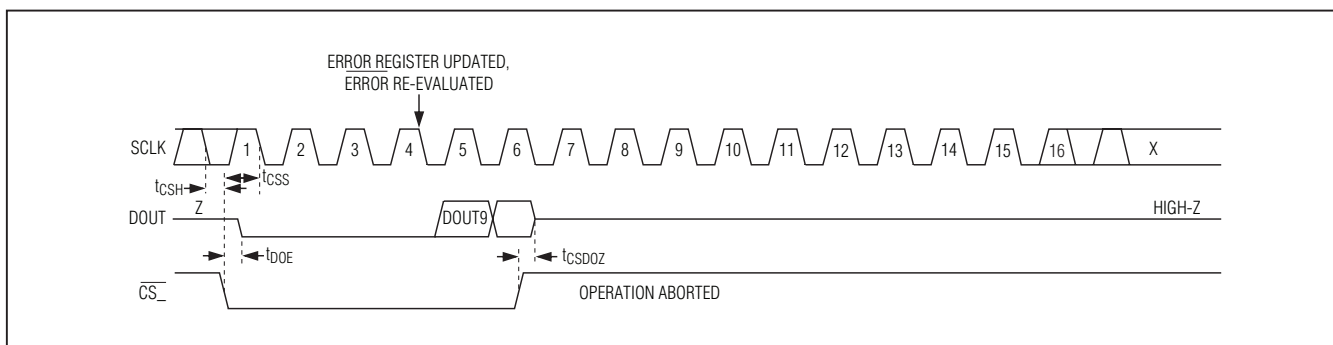 ERROR REGISTER UPDATED,
ERROR RE-EVALUATED
SCLK 1 2 3 4 5 6 7 8 9 10 11 12 13 14 15 16 X
tCSH tCSS
Z
DOUT DOUT9 HIGH-Z
tDOE tCSDOZ
CS_ OPERATION ABORTED